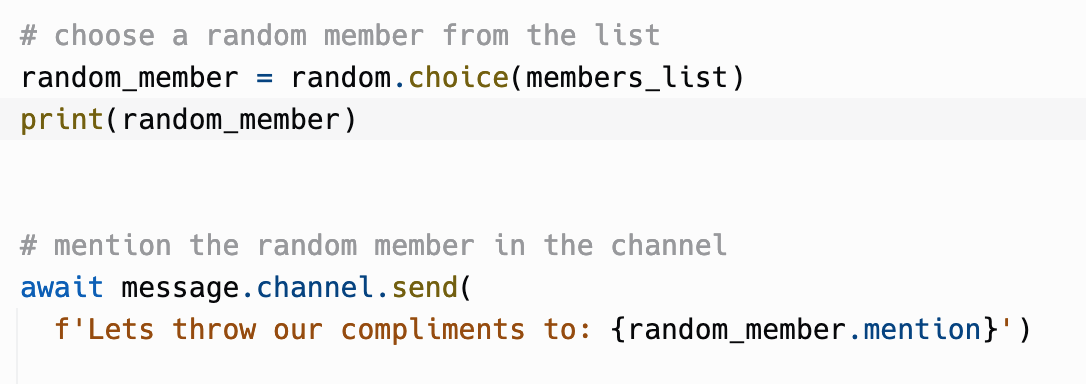 # choose a random member from the list
random_member = random.choice(members_list)
print(random_member)
# mention the random member in the channel
await message.channel.send(
f'Lets throw our compliments to: {random_member.mention}')